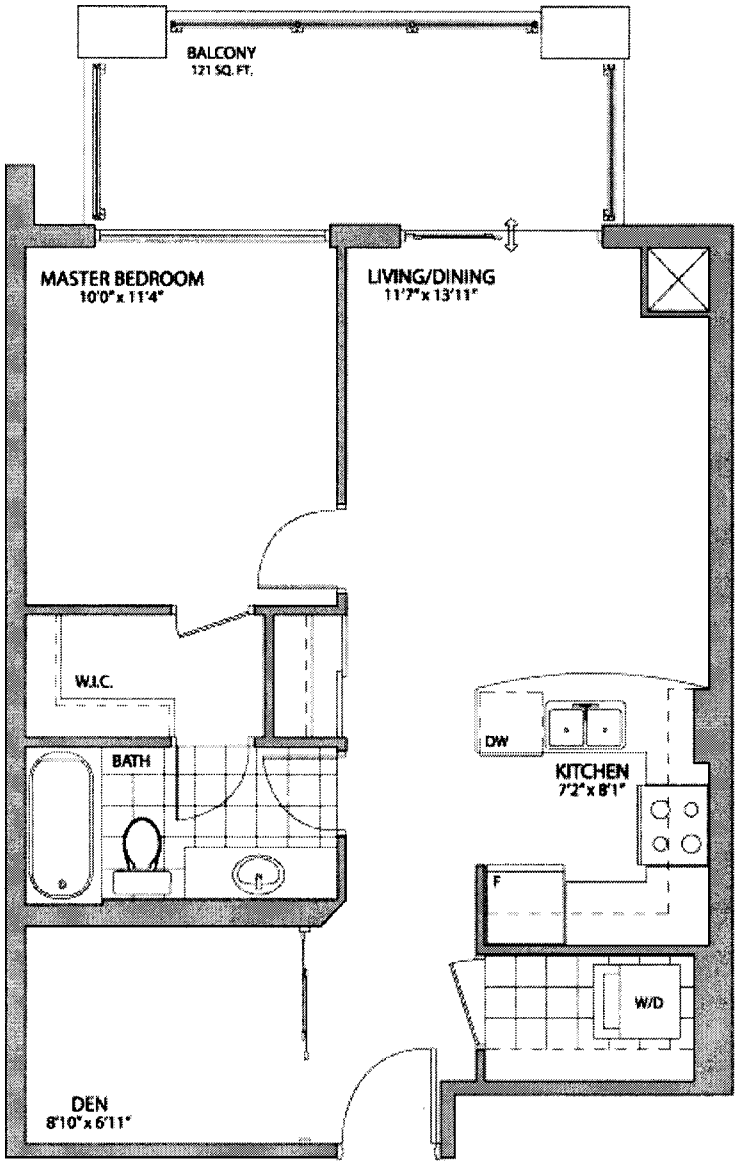 BALCONY
121 SQ. FT.
MASTER BEDROOM
10'0" x 11'4"
LIVING/DINING
11'7" x 13'11"
W.I.C.
DW
BATH
KITCHEN
7'2" x 8'1"
F
W/D
DEN
8'10" x 6'11"